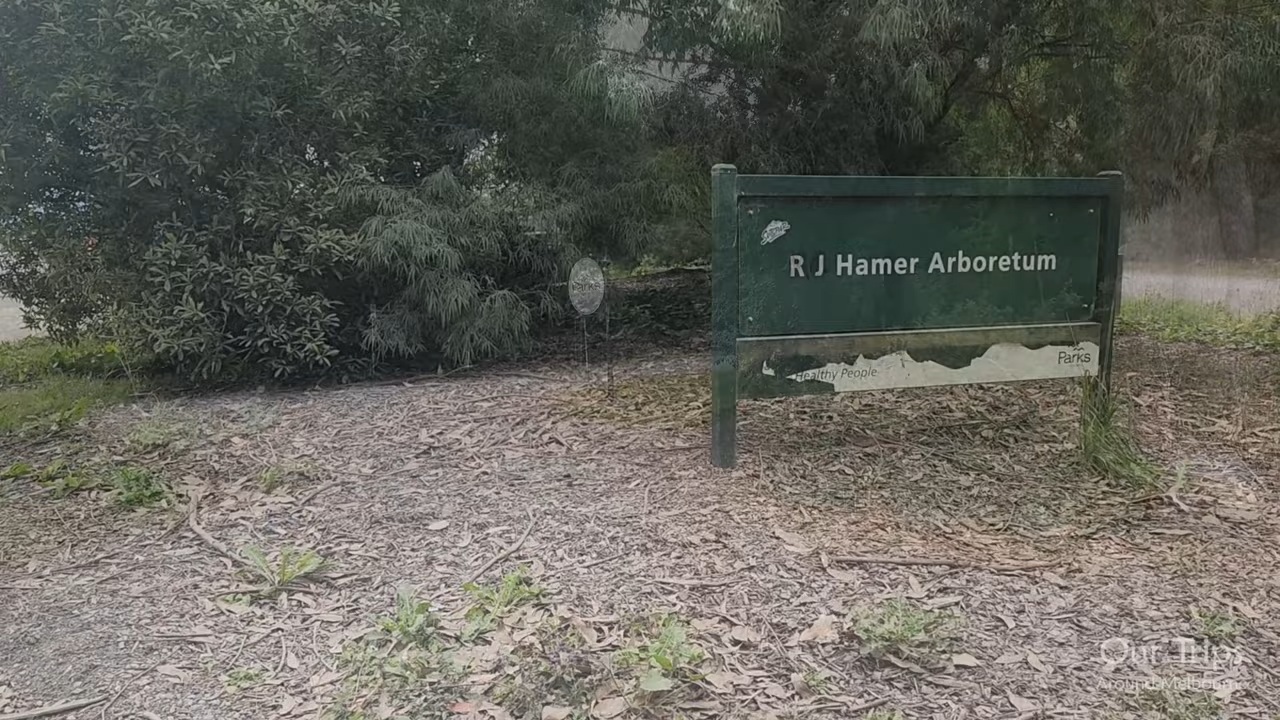 R J Hamer Arboretum
Healthy People
Parks
Our Trips
Around Melbourne